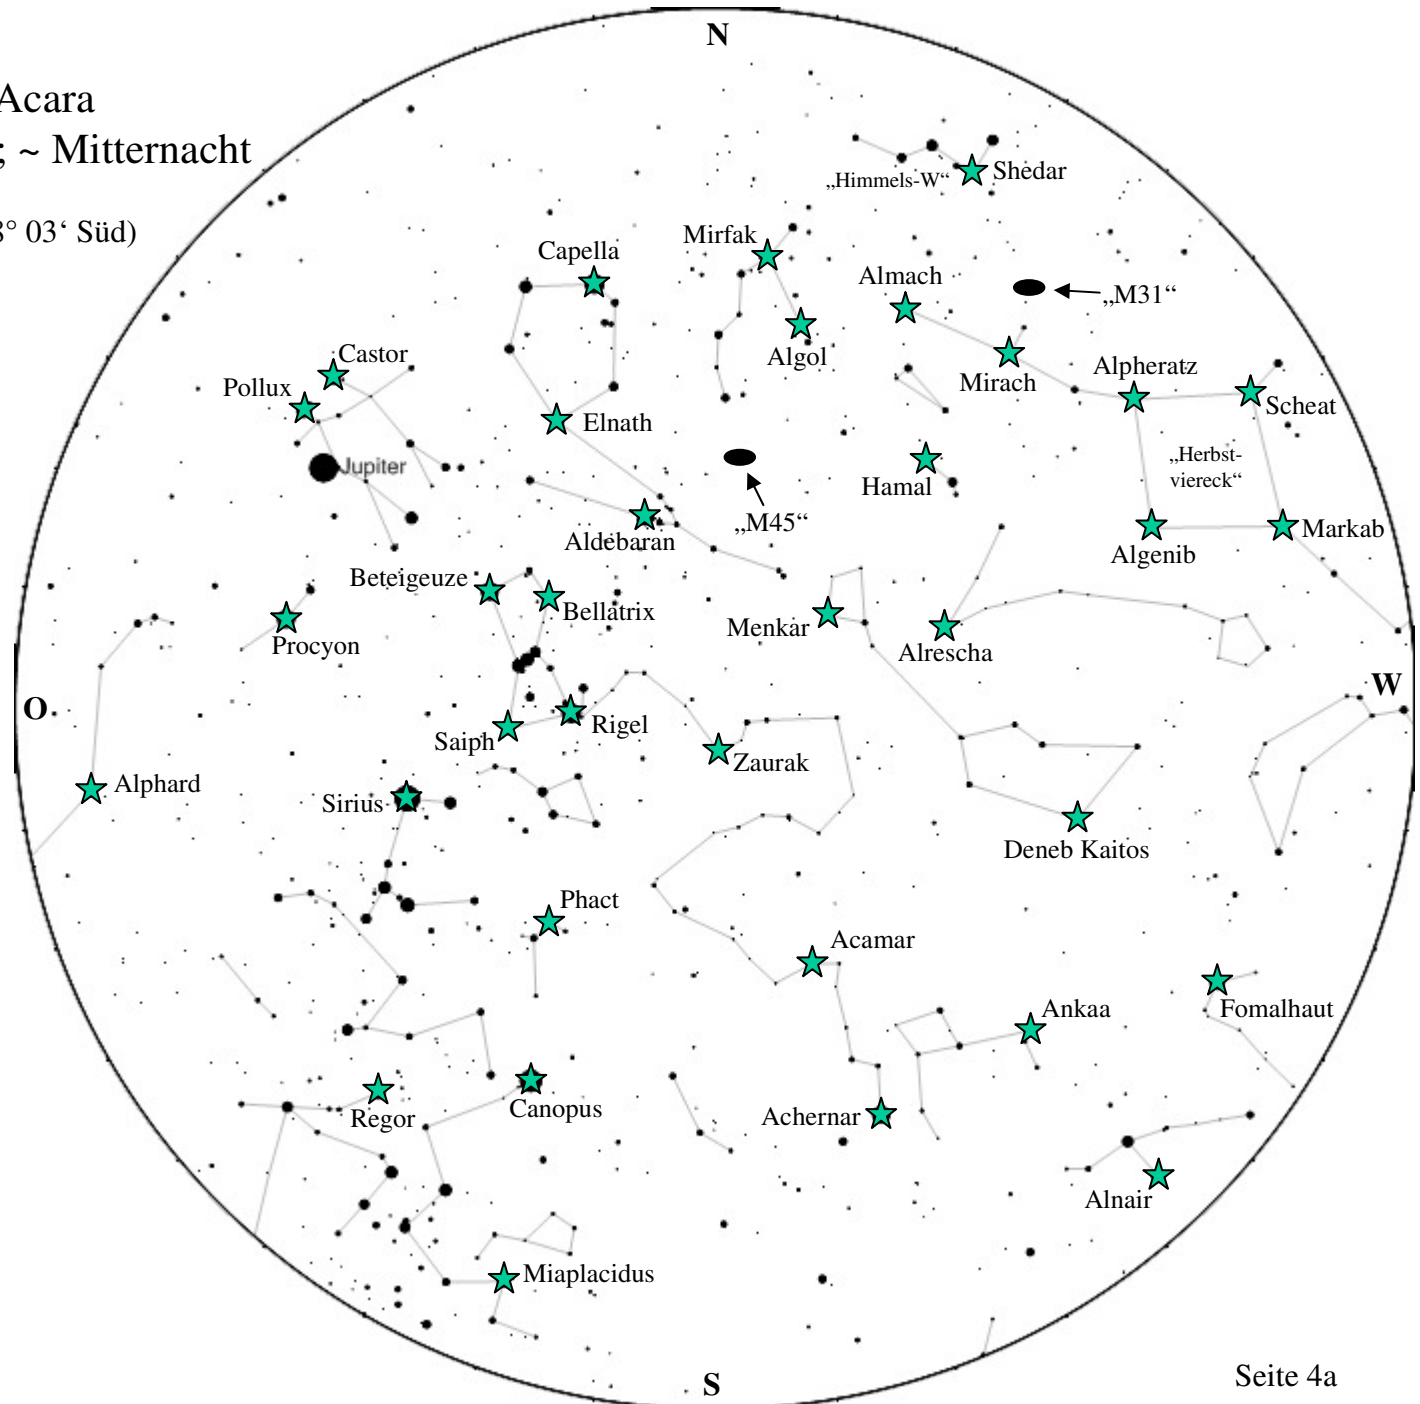 N
Acara
; ~ Mitternacht
8° 03‘ Süd)
Shedar
„Himmels-W“
Mirfak
Capella
Almach
„M31“
Algol
Castor
Mirach
Alpheratz
Pollux
Scheat
Elnath
„Herbst-
viereck“
Jupiter
Hamal
„M45“
Aldebaran
Algenib
Markab
Beteigeuze
Bellatrix
Menkar
Procyon
Alrescha
W
O
Rigel
Saiph
Zaurak
Alphard
Sirius
Deneb Kaitos
Phact
Acamar
Ankaa
Fomalhaut
Canopus
Regor
Achernar
Alnair
Miaplacidus
Seite 4a
S